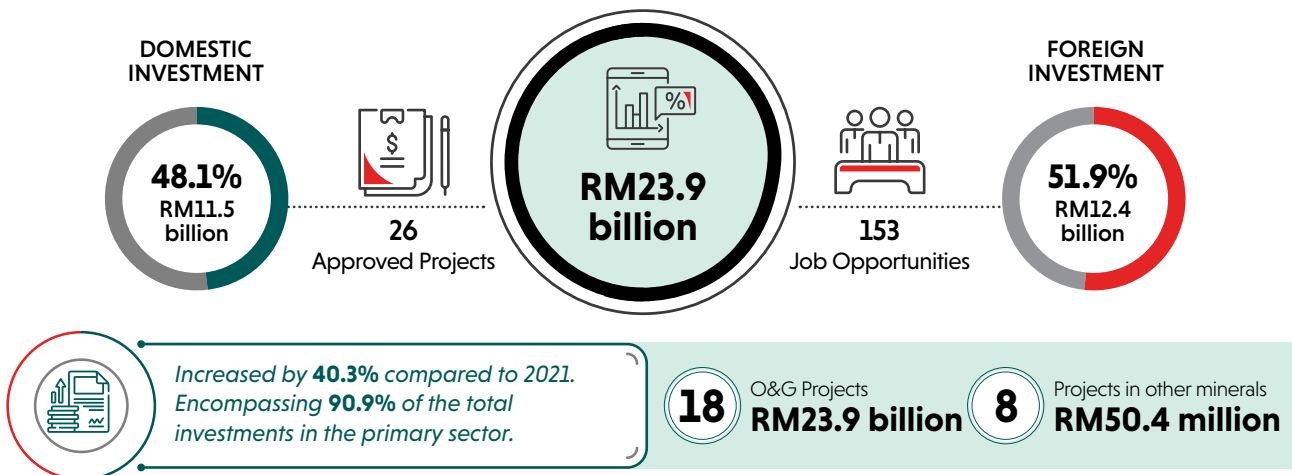 DOMESTIC
INVESTMENT
48.1%
RM11.5
billion
26
Approved Projects
$
%
RM23.9
billion
153
Job Opportunities
FOREIGN
INVESTMENT
51.9%
RM12.4
billion
Increased by 40.3% compared to 2021.
Encompassing 90.9% of the total
investments in the primary sector.
18
O&G Projects
RM23.9 billion
8
Projects in other minerals
RM50.4 million